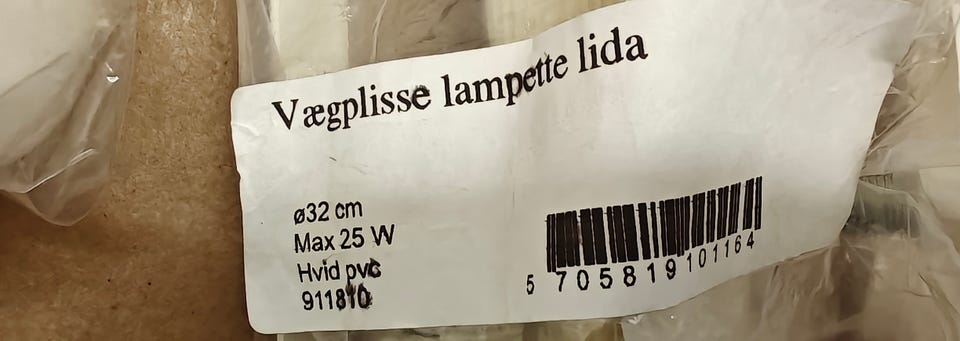 Vægplisse lampette lida
ø32 cm
Max 25 W
Hvid pvc
911810
5 705819 101164